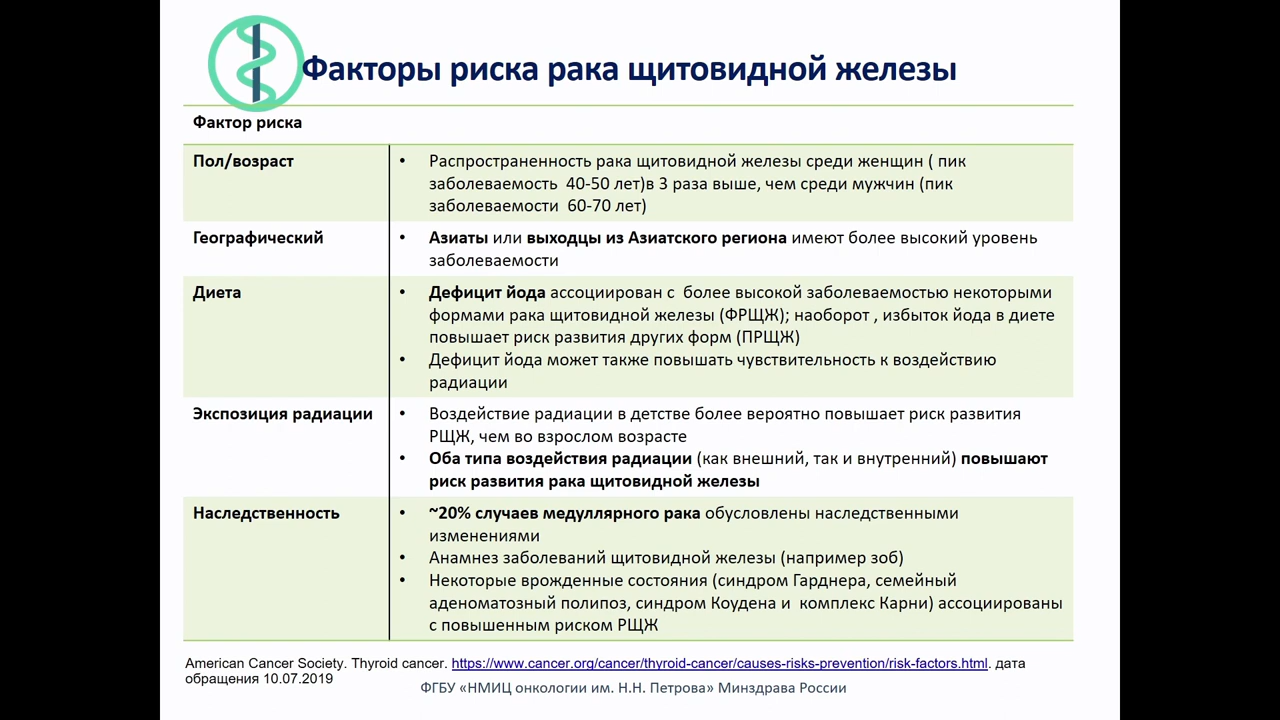 Факторы риска рака щитовидной железы
Фактор риска
Пол/возраст
• Распространенность рака щитовидной железы среди женщин ( пик
заболеваемость 40-50 лет)в 3 раза выше, чем среди мужчин (пик
заболеваемости 60-70 лет)
Географический
• Азиаты или выходцы из Азиатского региона имеют более высокий уровень
заболеваемости
Диета
• Дефицит йода ассоциирован с более высокой заболеваемостью некоторыми
формами рака щитовидной железы (ФРЩЖ); наоборот , избыток йода в диете
повышает риск развития других форм (ПРЩЖ)
• Дефицит йода может также повышать чувствительность к воздействию
радиации
Экспозиция радиации
• Воздействие радиации в детстве более вероятно повышает риск развития
РЩЖ, чем во взрослом возрасте
• Оба типа воздействия радиации (как внешний, так и внутренний) повышают
риск развития рака щитовидной железы
Наследственность
• ~20% случаев медуллярного рака обусловлены наследственными
изменениями
• Анамнез заболеваний щитовидной железы (например зоб)
• Некоторые врожденные состояния (синдром Гарднера, семейный
аденоматозный полипоз, синдром Коудена и комплекс Карни) ассоциированы
с повышенным риском РЩЖ
American Cancer Society. Thyroid cancer. https://www.cancer.org/cancer/thyroid-cancer/causes-risks-prevention/risk-factors.html. дата
обращения 10.07.2019
ФГБУ «НМИЦ онкологии им. Н.Н. Петрова» Минздрава России